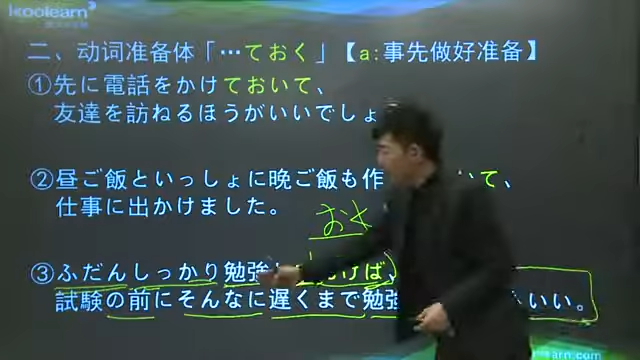 koolearn
二、动词准备体「…ておく」【a:事先做好准备】
①先に電話をかけておいて、
友達を訪ねるほうがいいでしょ
②昼ご飯といっしょに晩ご飯も作 いて、
仕事に出かけました。
おく
③ふだんしっかり勉強 けば、
試験の前にそんなに遅くまで勉強 いい。
learn.com